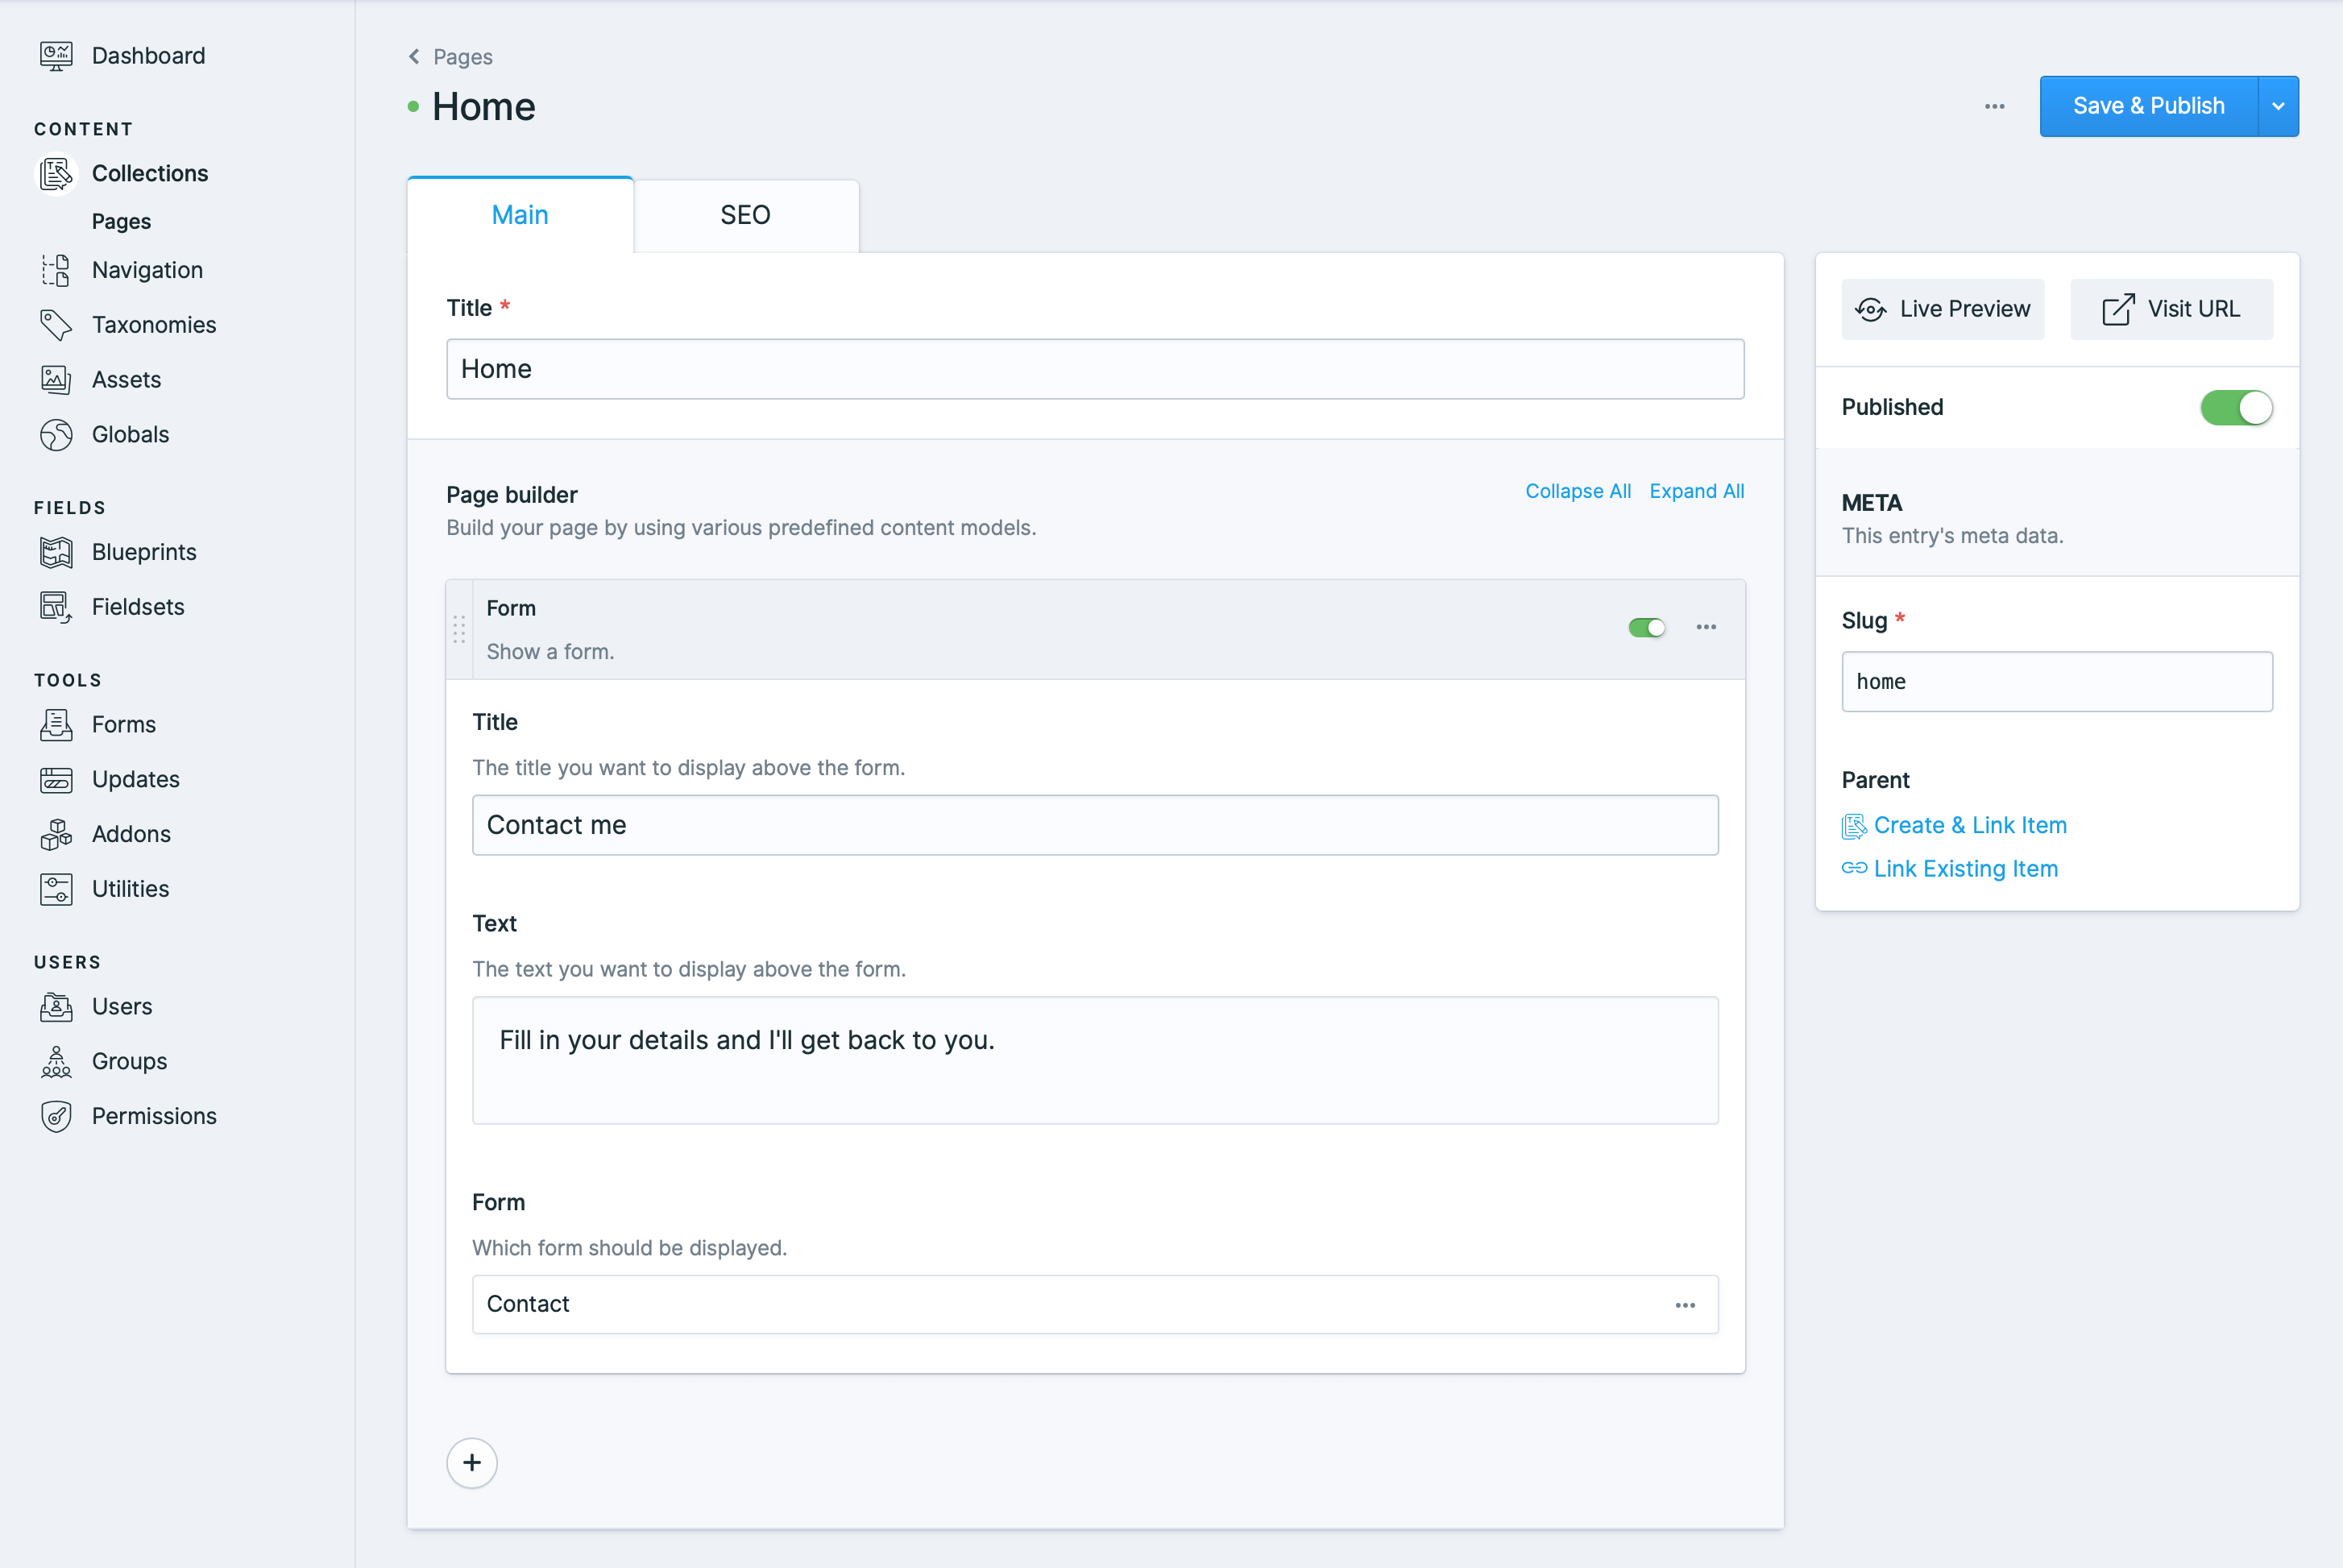 Dashboard
CONTENT
Collections
Pages
Navigation
Taxonomies
Assets
Globals
FIELDS
Blueprints
Fieldsets
TOOLS
Forms
Updates
Addons
Utilities
USERS
Users
Groups
Permissions
Pages
Home
Save & Publish
Main
SEO
Title *
Home
Page builder
Collapse All Expand All
Build your page by using various predefined content models.
Form
Show a form.
Title
The title you want to display above the form.
Contact me
Text
The text you want to display above the form.
Fill in your details and I'll get back to you.
Form
Which form should be displayed.
Contact
Live Preview
Visit URL
Published
META
This entry's meta data.
Slug *
home
Parent
Create & Link Item
Link Existing Item